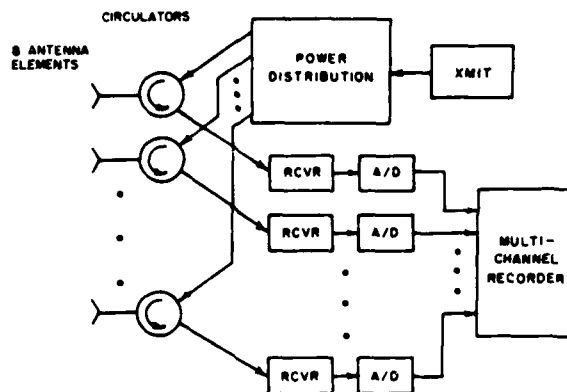 CIRCULATORS
8 ANTENNA
ELEMENTS
POWER
DISTRIBUTION
XMIT
RCVR
A/D
RCVR
A/D
MULTI-
CHANNEL
RECORDER
RCVR
A/D